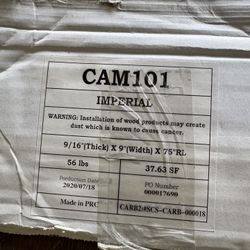 CAM101
IMPERIAL
WARNING: Installation of wood products may create
dust which is known to cause cancer.
9/16"(Thick) X 9"(Width) X 75"RL
56 lbs
37.63 SF
Production Date
2020/07/18
PO Number
000017690
Made in PRC
CARB2#SCS-CARB-000018